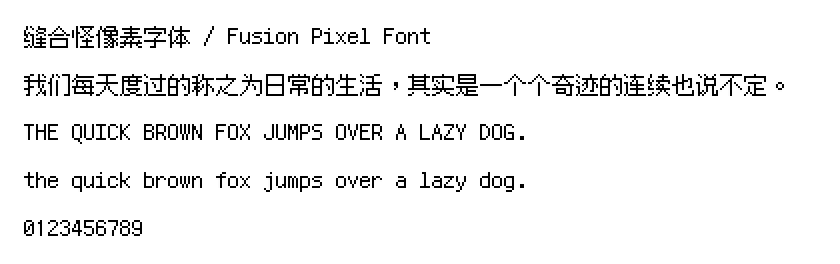 缝合怪像素字体 / Fusion Pixel Font
我们每天度过的称之为日常的生活，其实是一个个奇迹的连续也说不定。
THE QUICK BROWN FOX JUMPS OVER A LAZY DOG.
the quick brown fox jumps over a lazy dog.
0123456789